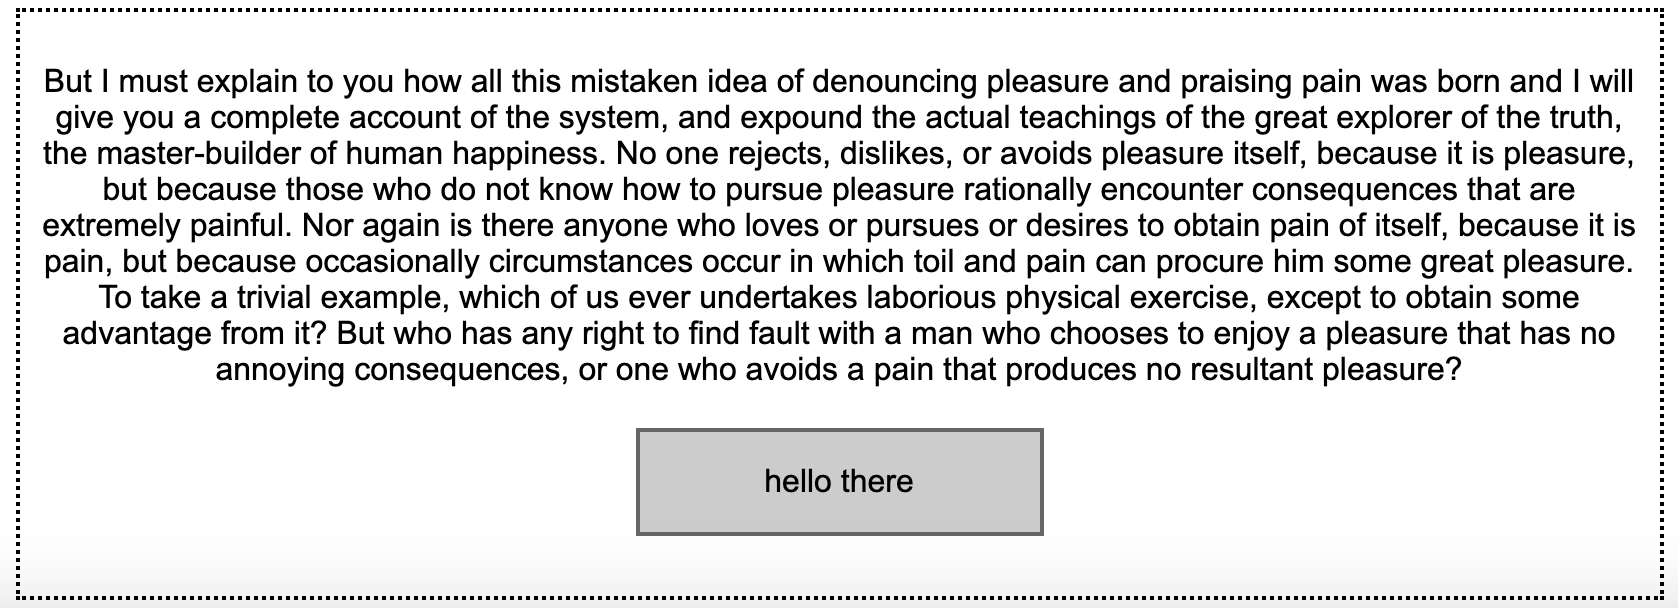 But I must explain to you how all this mistaken idea of denouncing pleasure and praising pain was born and I will
give you a complete account of the system, and expound the actual teachings of the great explorer of the truth,
the master-builder of human happiness. No one rejects, dislikes, or avoids pleasure itself, because it is pleasure,
but because those who do not know how to pursue pleasure rationally encounter consequences that are
extremely painful. Nor again is there anyone who loves or pursues or desires to obtain pain of itself, because it is
pain, but because occasionally circumstances occur in which toil and pain can procure him some great pleasure.
To take a trivial example, which of us ever undertakes laborious physical exercise, except to obtain some
advantage from it? But who has any right to find fault with a man who chooses to enjoy a pleasure that has no
annoying consequences, or one who avoids a pain that produces no resultant pleasure?
hello there